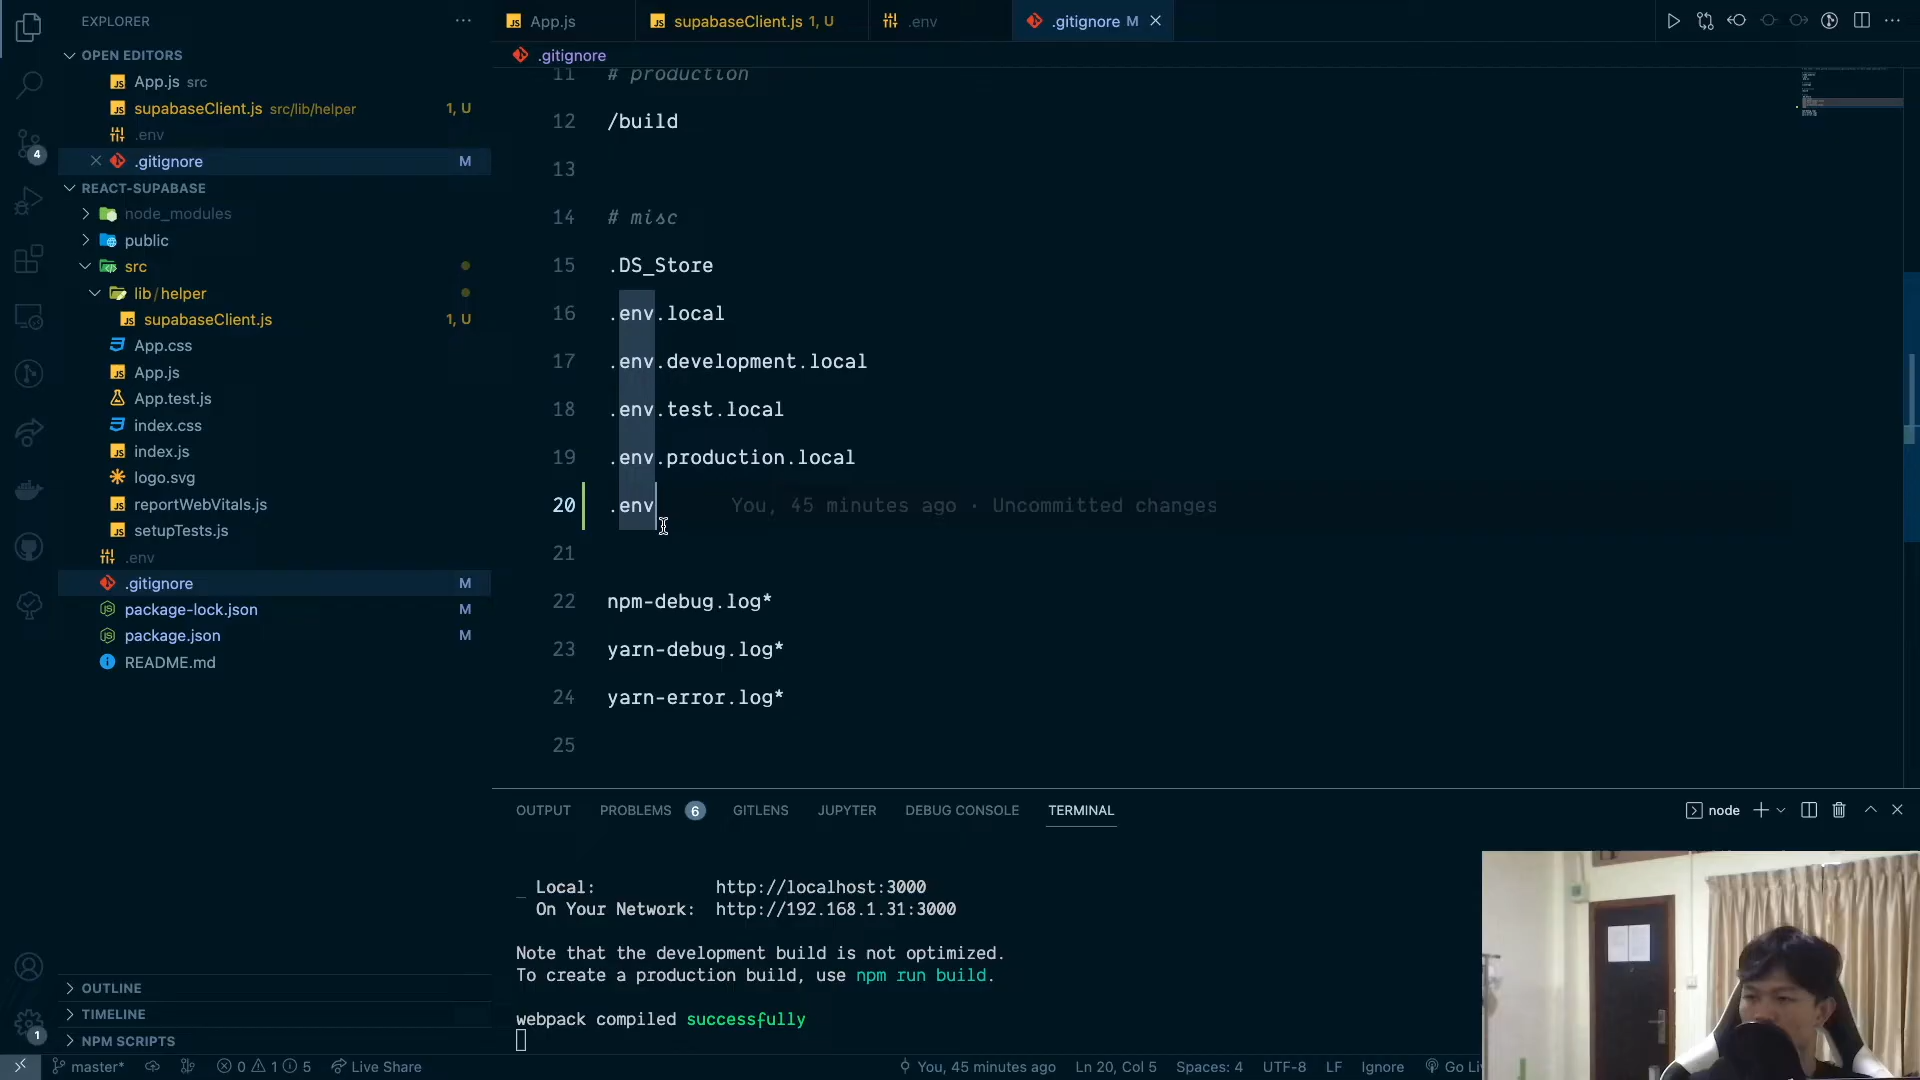 EXPLORER
OPEN EDITORS
App.js src
supabaseClient.js src/lib/helper 1, U
.env
.gitignore M
REACT-SUPABASE
node_modules
public
src
lib/helper
supabaseClient.js 1, U
App.css
App.js
App.test.js
index.css
index.js
logo.svg
reportWebVitals.js
setupTests.js
.env
.gitignore M
package-lock.json M
package.json M
README.md
OUTLINE
TIMELINE
NPM SCRIPTS
4
1
App.js
supabaseClient.js 1, U
.env
.gitignore M
.gitignore
11 # production
12 /build
13
14 # misc
15 .DS_Store
16 .env.local
17 .env.development.local
18 .env.test.local
19 .env.production.local
20 .env You, 45 minutes ago · Uncommitted changes
21
22 npm-debug.log*
23 yarn-debug.log*
24 yarn-error.log*
25
OUTPUT PROBLEMS 6 GITLENS JUPYTER DEBUG CONSOLE TERMINAL
node
Local: http://localhost:3000
On Your Network: http://192.168.1.31:3000
Note that the development build is not optimized.
To create a production build, use npm run build.
webpack compiled successfully
master* 0 1 5 Live Share
You, 45 minutes ago Ln 20, Col 5 Spaces: 4 UTF-8 LF Ignore Go Li